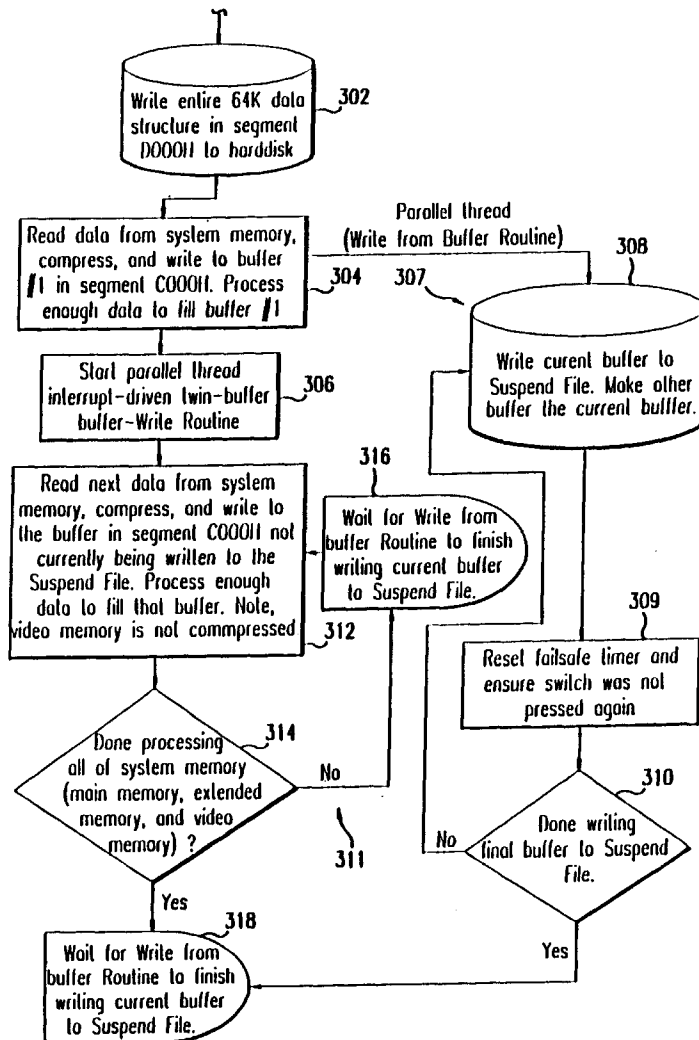 Write entire 64K data
structure in segment
D000H to harddisk
302
Read data from system memory,
compress, and write to buffer
#1 in segment C000H. Process
enough data to fill buffer #1
304
Parallel thread
(Write from Buffer Routine)
308
307
Write curent buffer to
Suspend File. Make other
buffer the current buffer.
Start parallel thread
interrupt-driven twin-buffer
buffer-Write Routine
306
Read next data from system
memory, compress, and write to
the buffer in segment C000H not
currently being written to the
Suspend File. Process enough
data to fill that buffer. Note,
video memory is not commpressed
312
316
Wait for Write from
buffer Routine to finish
writing current buffer
to Suspend File.
309
Reset failsafe timer and
ensure switch was not
pressed again
Done processing
all of system memory
(main memory, extended
memory, and video
memory) ?
314
No
311
310
Done writing
final buffer to Suspend
File.
No
Yes
Yes
318
Wait for Write from
buffer Routine to finish
writing current buffer
to Suspend File.